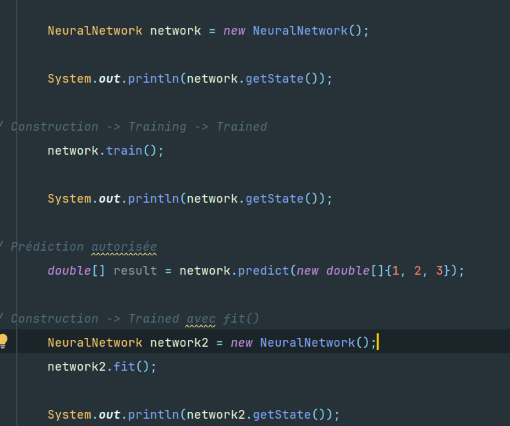 NeuralNetwork network = new NeuralNetwork();
System.out.println(network.getState());
/ Construction -> Training -> Trained
network.train();
System.out.println(network.getState());
/ Prédiction autorisée
double[] result = network.predict(new double[]{1, 2, 3});
/ Construction -> Trained avec fit()
NeuralNetwork network2 = new NeuralNetwork();
network2.fit();
System.out.println(network2.getState());